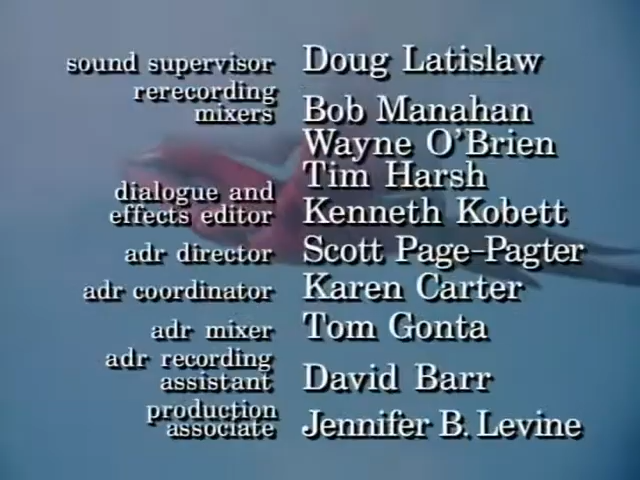 sound supervisor Doug Latislaw
rerecording
mixers Bob Manahan
Wayne O'Brien
Tim Harsh
dialogue and
effects editor Kenneth Kobett
adr director Scott Page-Pagter
adr coordinator Karen Carter
adr mixer Tom Gonta
adr recording
assistant David Barr
production
associate Jennifer B. Levine